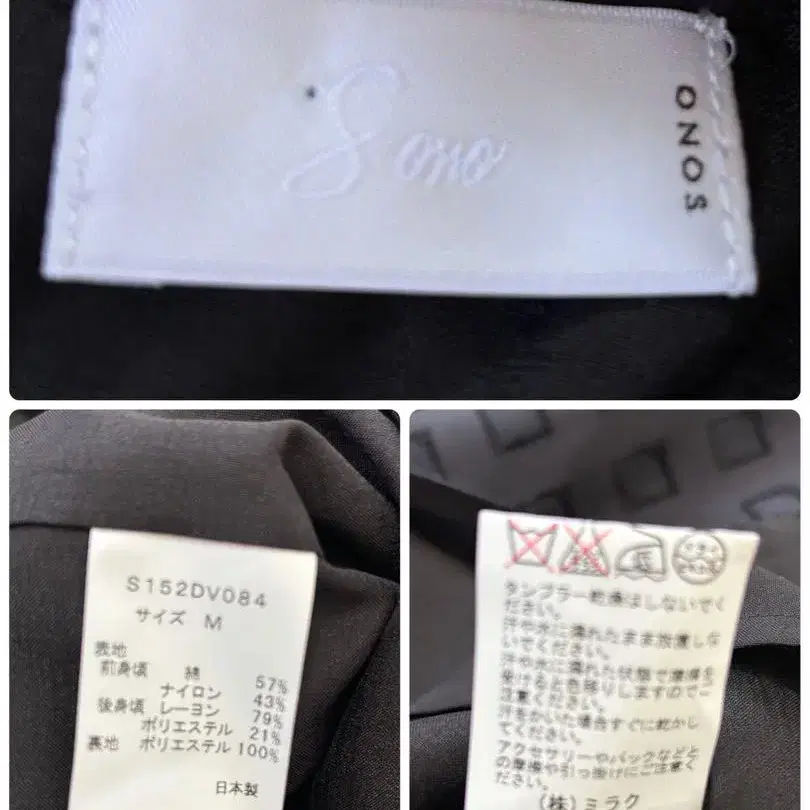 Sono
SONO
S152DV084
サイズ M
表地
前身頃 綿 57%
ナイロン 43%
後身頃 レーヨン 79%
ポリエステル 21%
裏地 ポリエステル 100%
日本製
タンブラー乾燥はしないでく
ださい。
汗や水に濡れたまま放置しな
いでください。
汗や水に濡れた状態で摩擦を
受けると色移りしますのでご
注意ください。
汗をかいた場合すぐに乾かし
てください。
アクセサリーやバックなどと
の摩擦や引っ掛けにご注意く
ださい。
(株)ミラク